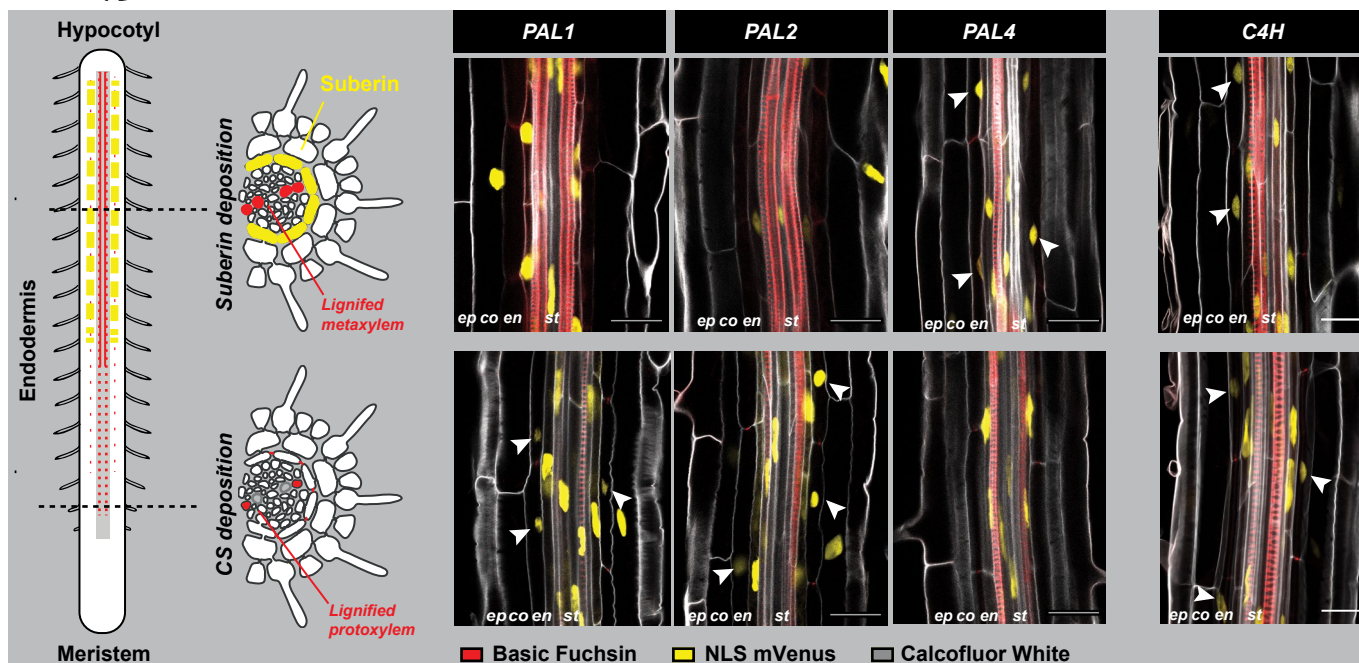 Hypocotyl
PAL1
PAL2
PAL4
C4H
Suberin
Suberin deposition
Lignifed
metaxylem
ep co en st
ep co en st
ep co en st
ep co en st
Endodermis
CS deposition
Lignified
protoxylem
ep co en st
ep co en st
ep co en st
ep co en st
Meristem
Basic Fuchsin
NLS mVenus
Calcofluor White